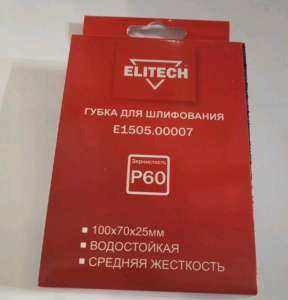 ELITECH
ГУБКА ДЛЯ ШЛИФОВАНИЯ
E1505.00007
Зернистость
P60
100x70x25мм
ВОДОСТОЙКАЯ
СРЕДНЯЯ ЖЕСТКОСТЬ